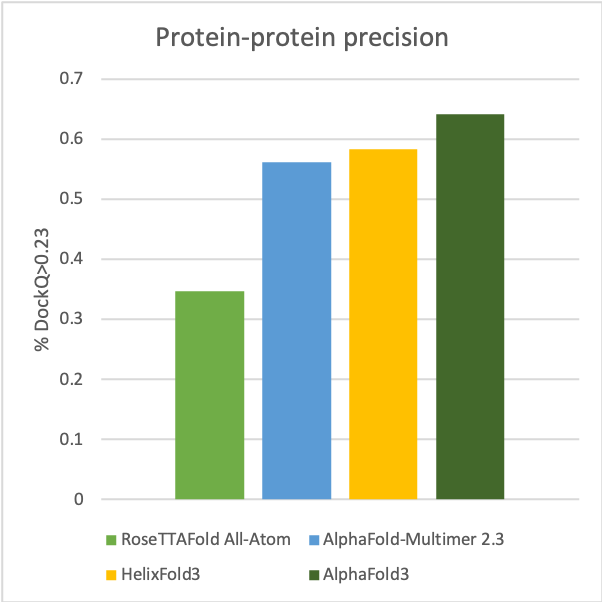 Protein-protein precision
% DockQ>0.23
0.7
0.6
0.5
0.4
0.3
0.2
0.1
0
RoseTTAFold All-Atom
AlphaFold-Multimer 2.3
HelixFold3
AlphaFold3